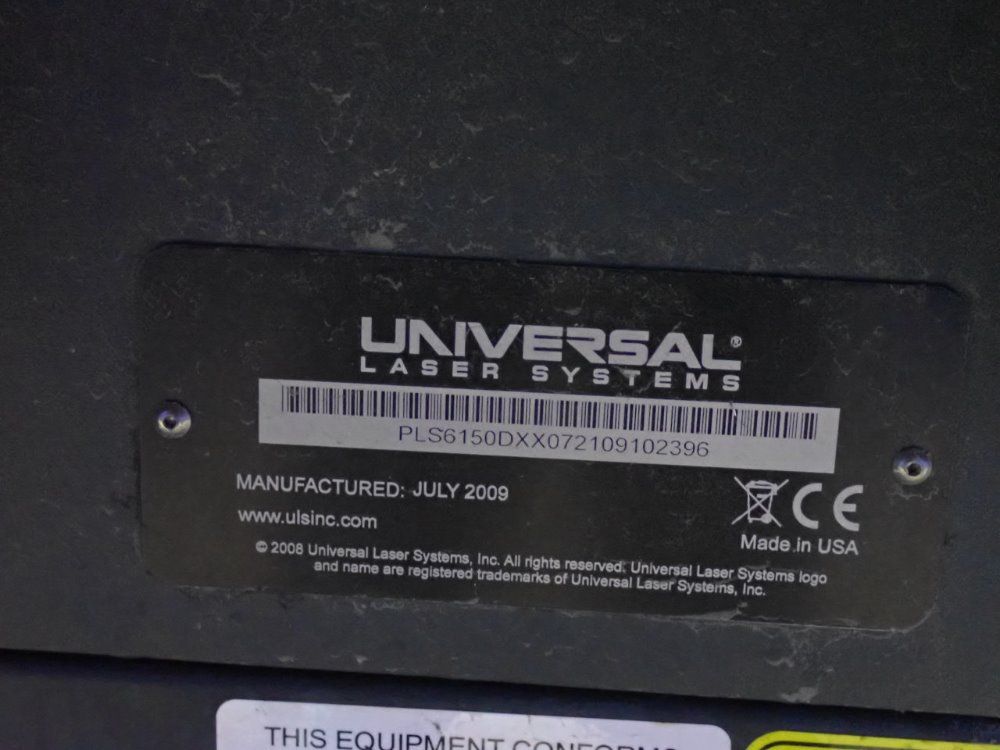 UNIVERSAL®
LASER SYSTEMS
PLS6150DXX072109102396
MANUFACTURED: JULY 2009
www.ulsinc.com
CE
Made in USA
© 2008 Universal Laser Systems, Inc. All rights reserved. Universal Laser Systems logo
and name are registered trademarks of Universal Laser Systems, Inc.
THIS EQUIPMENT CONFORMS